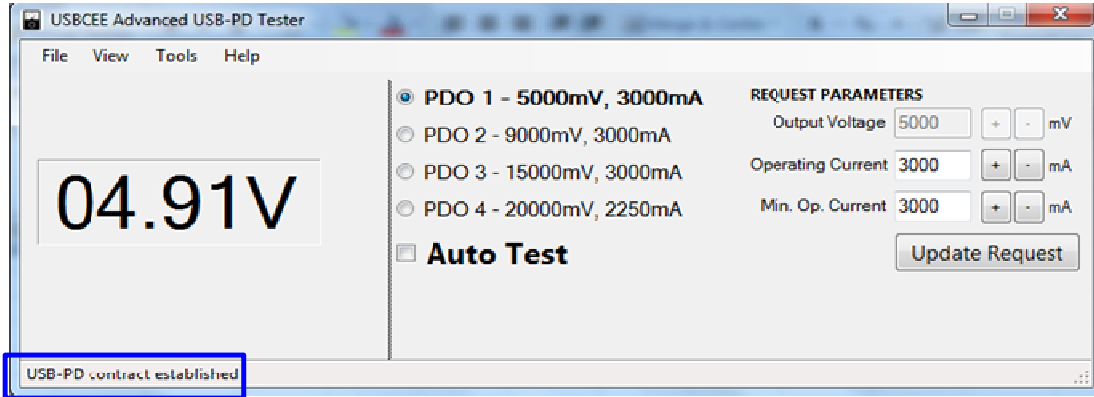 USBCEE Advanced USB-PD Tester
File View Tools Help
04.91V
PDO 1 - 5000mV, 3000mA
PDO 2 - 9000mV, 3000mA
PDO 3 - 15000mV, 3000mA
PDO 4 - 20000mV, 2250mA
Auto Test
REQUEST PARAMETERS
Output Voltage 5000 + - mV
Operating Current 3000 + - mA
Min. Op. Current 3000 + - mA
Update Request
USB-PD contract established